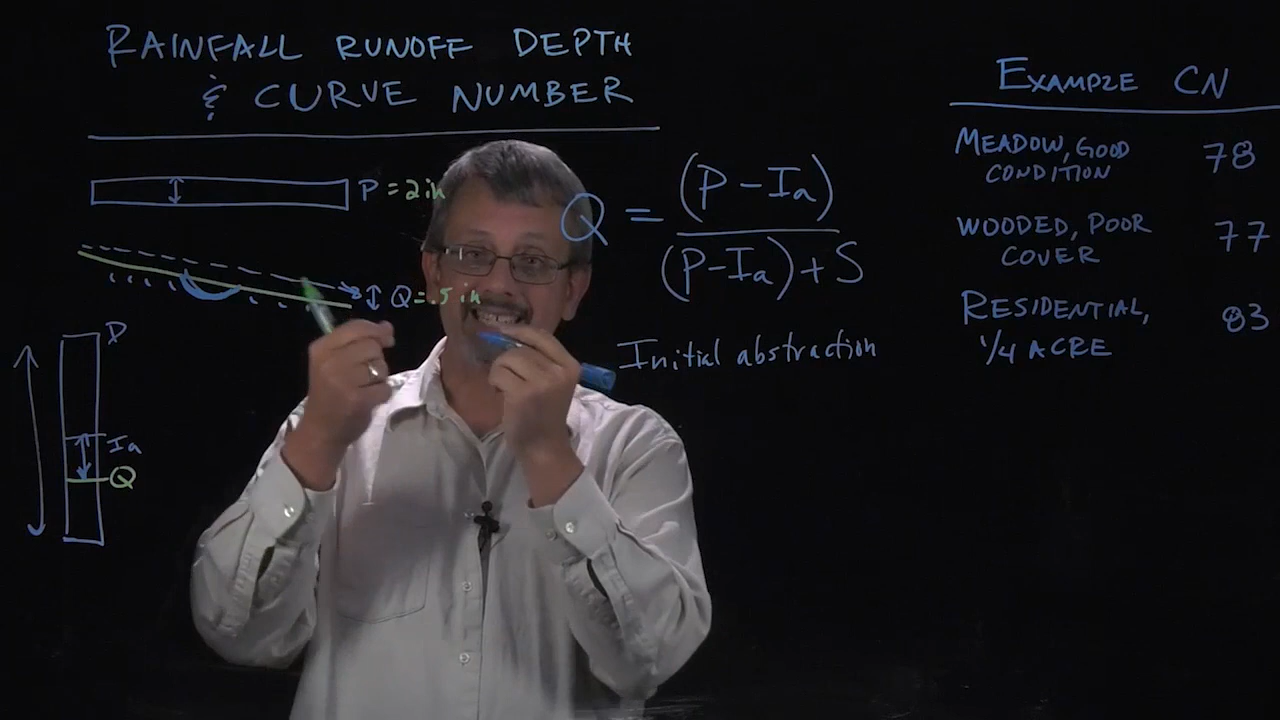 RAINFALL RUNOFF DEPTH
& CURVE NUMBER
P = 2 in
Q = .5 in
P
Ia
Q
Q = (P - Ia) / (P - Ia) + S
Initial abstraction
EXAMPLE CN
MEADOW, GOOD CONDITION 78
WOODED, POOR COVER 77
RESIDENTIAL, 1/4 ACRE 83